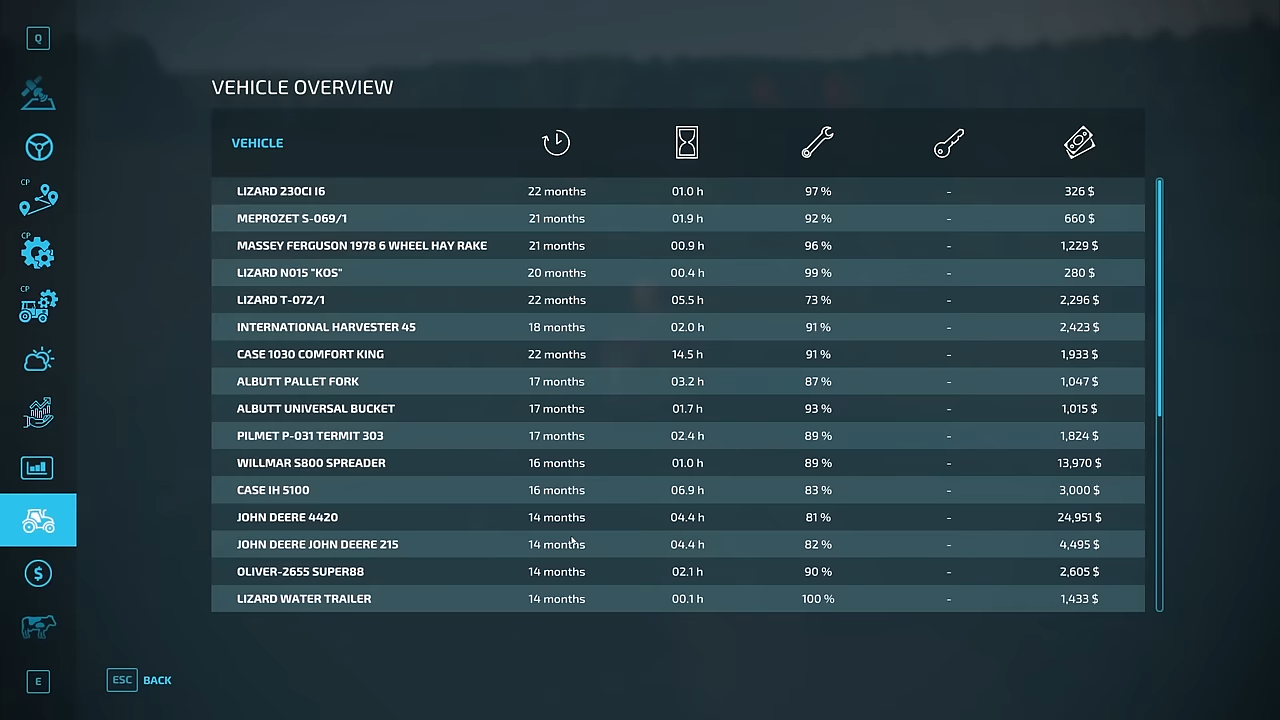 Q
VEHICLE OVERVIEW
VEHICLE
LIZARD 230CI I6 22 months 01.0 h 97 % - 326 $
MEPROZET S-069/1 21 months 01.9 h 92 % - 660 $
MASSEY FERGUSON 1978 6 WHEEL HAY RAKE 21 months 00.9 h 96 % - 1,229 $
CP
LIZARD N015 "KOS" 20 months 00.4 h 99 % - 280 $
CP
LIZARD T-072/1 22 months 05.5 h 73 % - 2,296 $
CP
INTERNATIONAL HARVESTER 45 18 months 02.0 h 91 % - 2,423 $
CASE 1030 COMFORT KING 22 months 14.5 h 91 % - 1,933 $
ALBUTT PALLET FORK 17 months 03.2 h 87 % - 1,047 $
ALBUTT UNIVERSAL BUCKET 17 months 01.7 h 93 % - 1,015 $
PILMET P-031 TERMIT 303 17 months 02.4 h 89 % - 1,824 $
WILLMAR S800 SPREADER 16 months 01.0 h 89 % - 13,970 $
CASE IH 5100 16 months 06.9 h 83 % - 3,000 $
JOHN DEERE 4420 14 months 04.4 h 81 % - 24,951 $
JOHN DEERE JOHN DEERE 215 14 months 04.4 h 82 % - 4,495 $
OLIVER-2655 SUPER88 14 months 02.1 h 90 % - 2,605 $
LIZARD WATER TRAILER 14 months 00.1 h 100 % - 1,433 $
E
ESC BACK